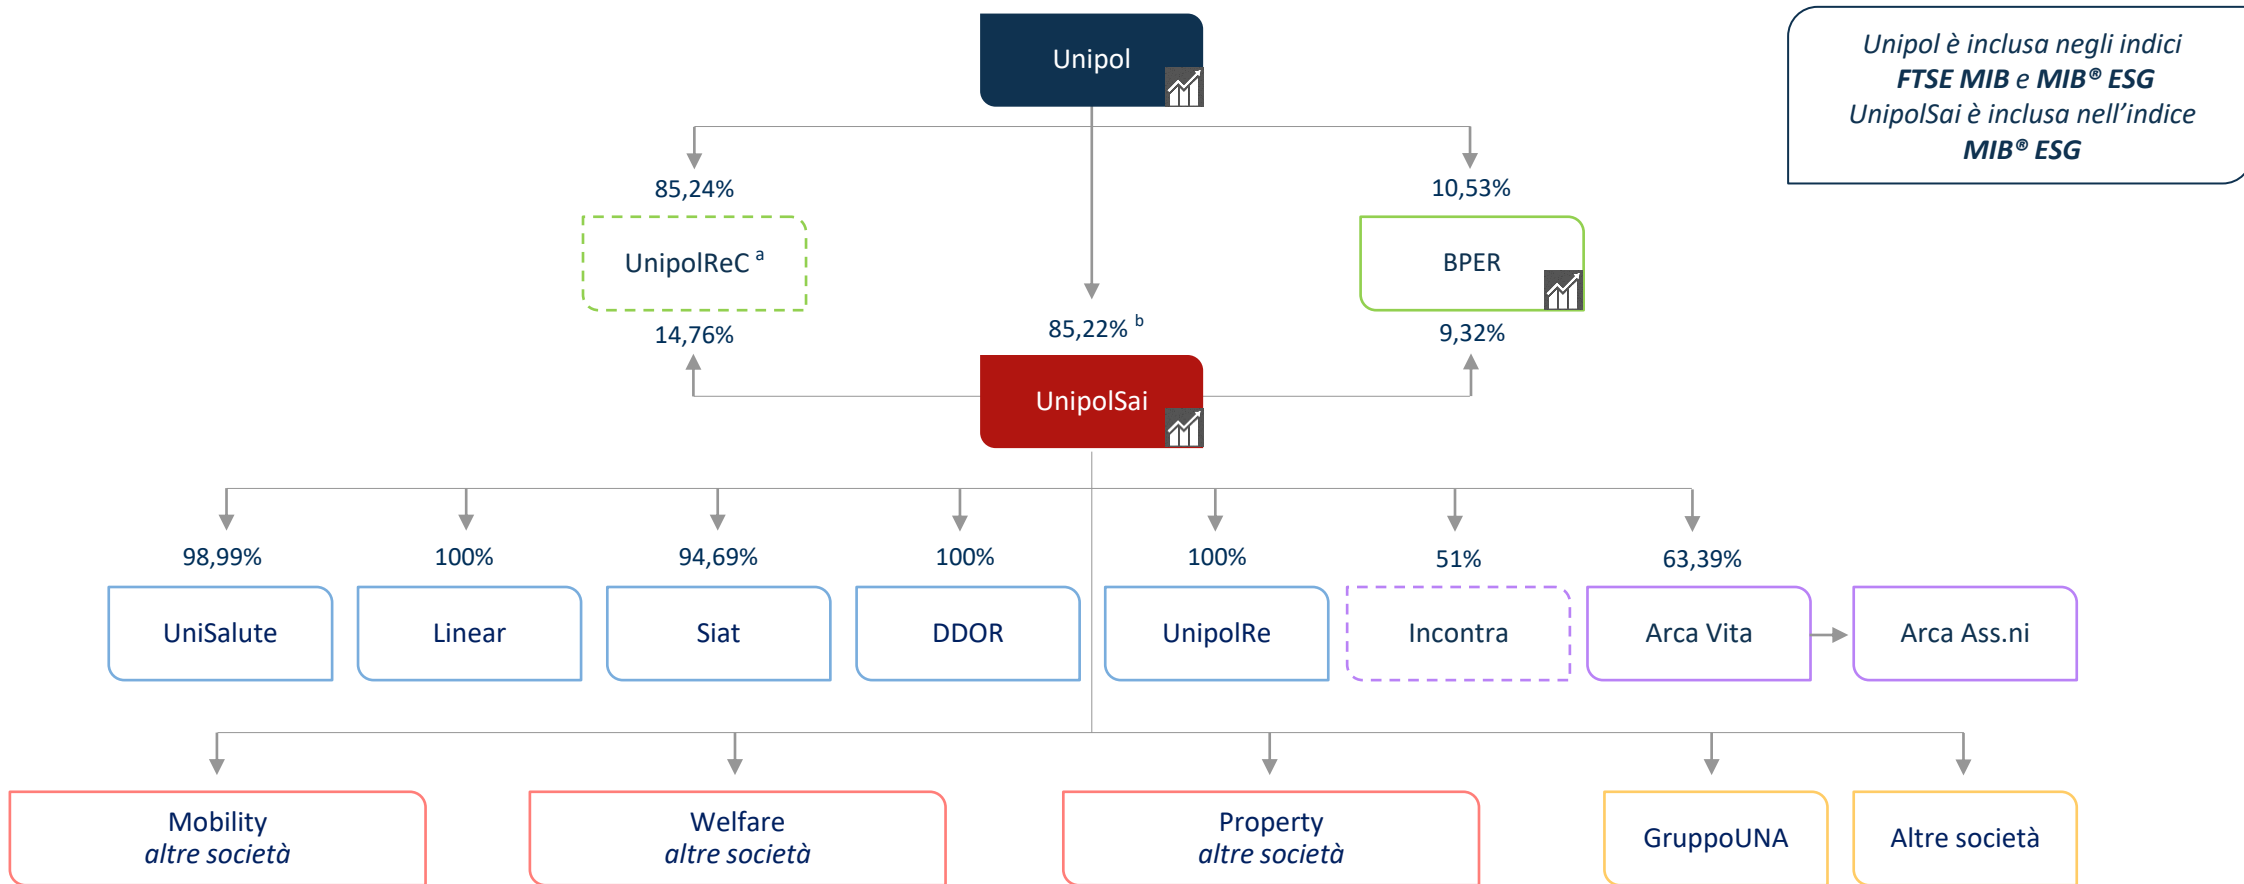 Unipol
Unipol è inclusa negli indici
FTSE MIB e MIB® ESG
UnipolSai è inclusa nell'indice
MIB® ESG
85,24%
10,53%
UnipolReC a
BPER
14,76%
85,22% b
9,32%
UnipolSai
98,99%
100%
94,69%
100%
100%
51%
63,39%
UniSalute
Linear
Siat
DDOR
UnipolRe
Incontra
Arca Vita
Arca Ass.ni
Mobility
altre società
Welfare
altre società
Property
altre società
GruppoUNA
Altre società